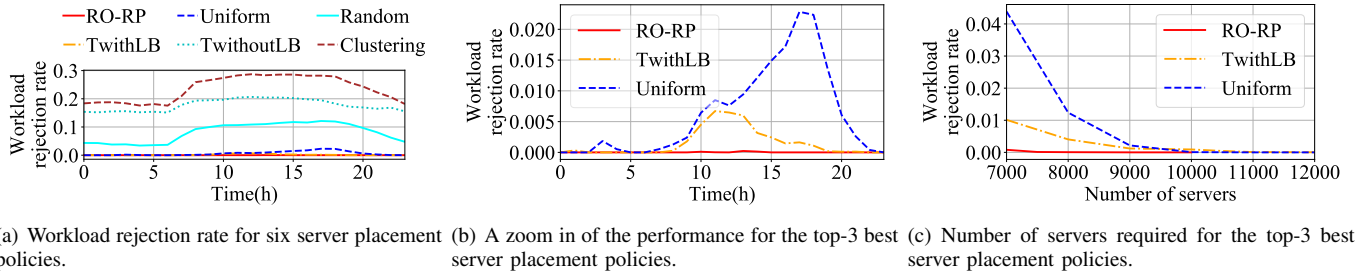 RO-RP Uniform Random
TwithLB TwithoutLB Clustering
Workload
rejection rate
0.3
0.2
0.1
0.0
0 5 10 15 20
Time(h)
(a) Workload rejection rate for six server placement
policies.
Workload
rejection rate
0.020
0.015
0.010
0.005
0.000
RO-RP
TwithLB
Uniform
0 5 10 15 20
Time(h)
(b) A zoom in of the performance for the top-3 best
server placement policies.
Workload
rejection rate
0.04
0.03
0.02
0.01
0.00
RO-RP
TwithLB
Uniform
7000 8000 9000 10000 11000 12000
Number of servers
(c) Number of servers required for the top-3 best
server placement policies.